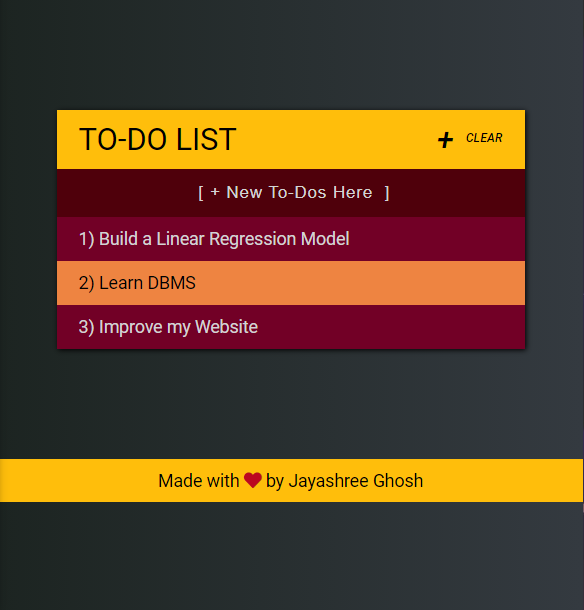 TO-DO LIST + CLEAR
[ + New To-Dos Here ]
1) Build a Linear Regression Model
2) Learn DBMS
3) Improve my Website
Made with ❤ by Jayashree Ghosh